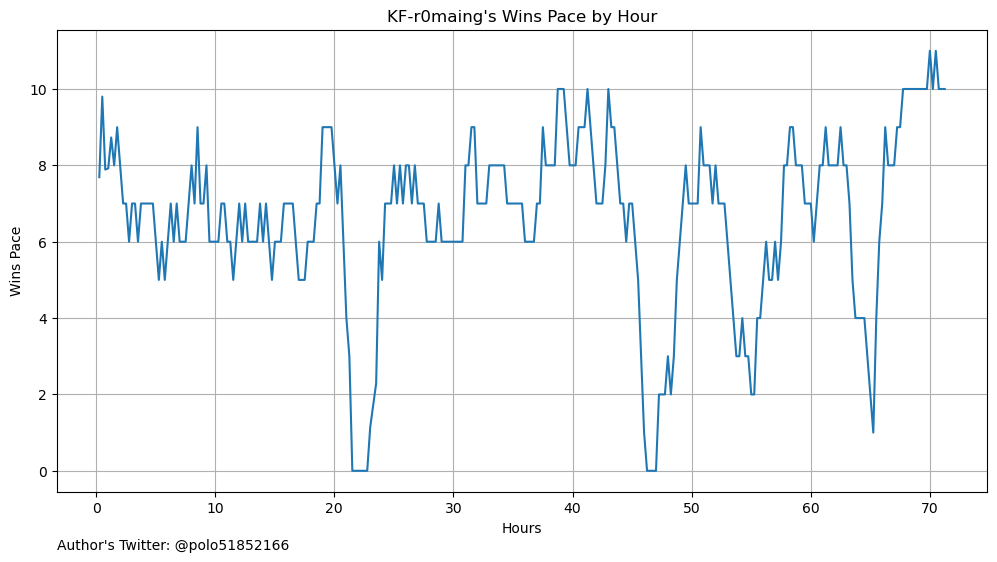 KF-r0maing's Wins Pace by Hour
Wins Pace
10
8
6
4
2
0
0 10 20 30 40 50 60 70
Hours
Author's Twitter: @polo51852166